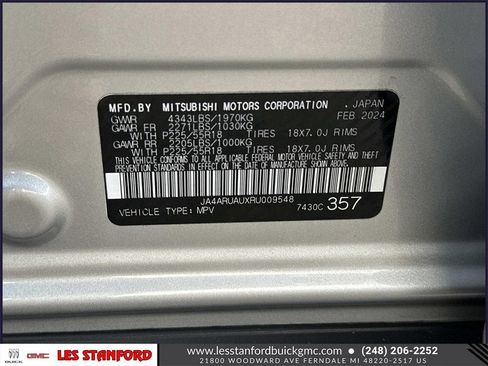 MFD.BY MITSUBISHI MOTORS CORPORATION .JAPAN
GWR 4343LBS/1970KG FEB 2024
GAWR FR 2271LBS/1030KG
WITH P225/55R18 TIRES 18X7.0J RIMS
GAWR RR 2205LBS/1000KG
WITH P225/55R18 TIRES 18X7.0J RIMS
THIS VEHICLE CONFORMS TO ALL APPLICABLE FEDERAL MOTOR VEHICLE SAFETY, BUMPER, AND THEFT
PREVENTION STANDARDS IN EFFECT ON THE DATE OF MANUFACTURE SHOWN ABOVE.
JA4ARUAUXRU009548
VEHICLE TYPE: MPV 7430C 357
BUICK GMC LES STANFORD
www.lesstanfordbuickgmc.com (248) 206-2252
21800 WOODWARD AVE FERNDALE MI 48220-2517 US